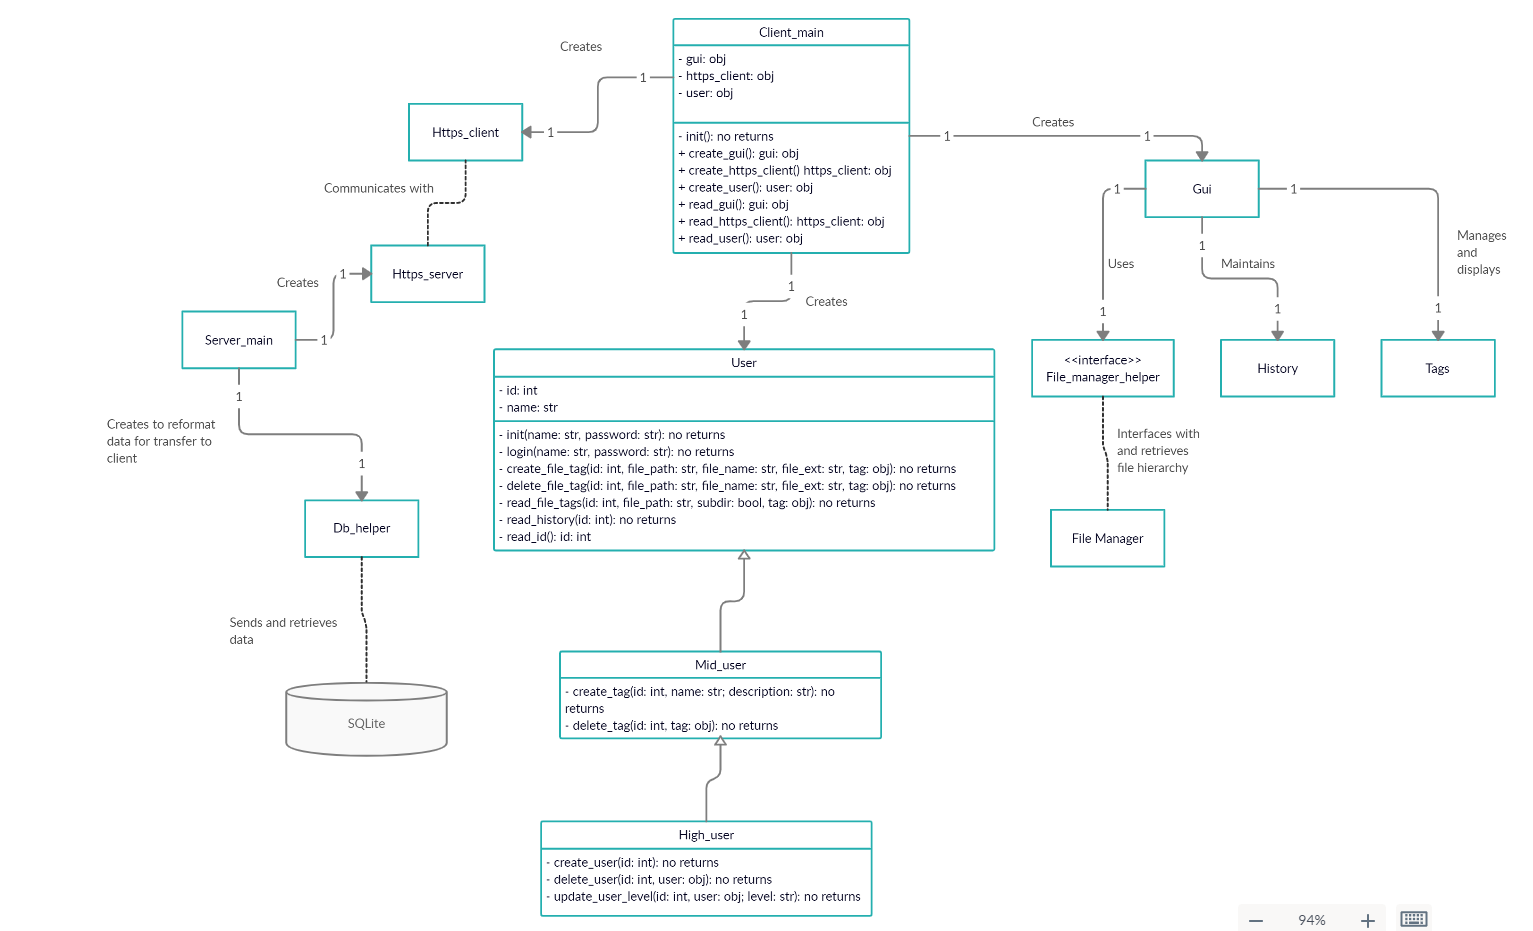 Client_main
- gui: obj
- https_client: obj
- user: obj
- init(): no returns
+ create_gui(): gui: obj
+ create_https_client() https_client: obj
+ create_user(): user: obj
+ read_gui(): gui: obj
+ read_https_client(): https_client: obj
+ read_user(): user: obj
Creates
1
1
Https_client
Communicates with
Https_server
Creates
1
1
Server_main
1
Creates to reformat
data for transfer to
client
1
Db_helper
Sends and retrieves
data
SQLite
Creates
1
1
Gui
1
Uses
1
<<interface>>
File_manager_helper
Interfaces with
and retrieves
file hierarchy
File Manager
1
Maintains
1
History
1
Manages
and
displays
1
Tags
1
Creates
1
User
- id: int
- name: str
- init(name: str, password: str): no returns
- login(name: str, password: str): no returns
- create_file_tag(id: int, file_path: str, file_name: str, file_ext: str, tag: obj): no returns
- delete_file_tag(id: int, file_path: str, file_name: str, file_ext: str, tag: obj): no returns
- read_file_tags(id: int, file_path: str, subdir: bool, tag: obj): no returns
- read_history(id: int): no returns
- read_id(): id: int
Mid_user
- create_tag(id: int, name: str; description: str): no
returns
- delete_tag(id: int, tag: obj): no returns
High_user
- create_user(id: int): no returns
- delete_user(id: int, user: obj): no returns
- update_user_level(id: int, user: obj; level: str): no returns
94%